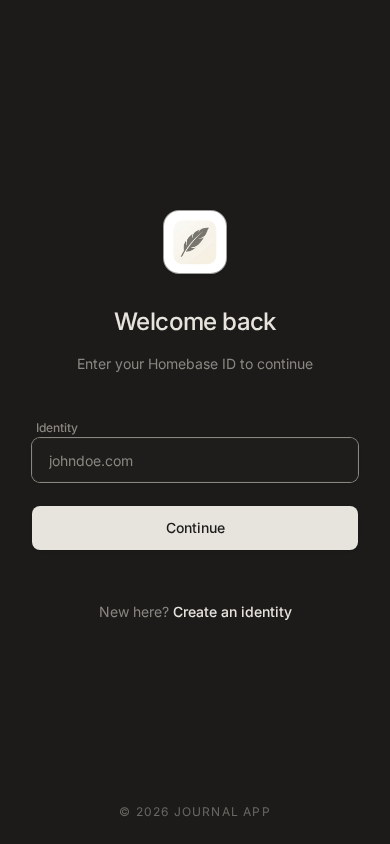 Welcome back
Enter your Homebase ID to continue
Identity
johndoe.com
Continue
New here? Create an identity
© 2026 JOURNAL APP